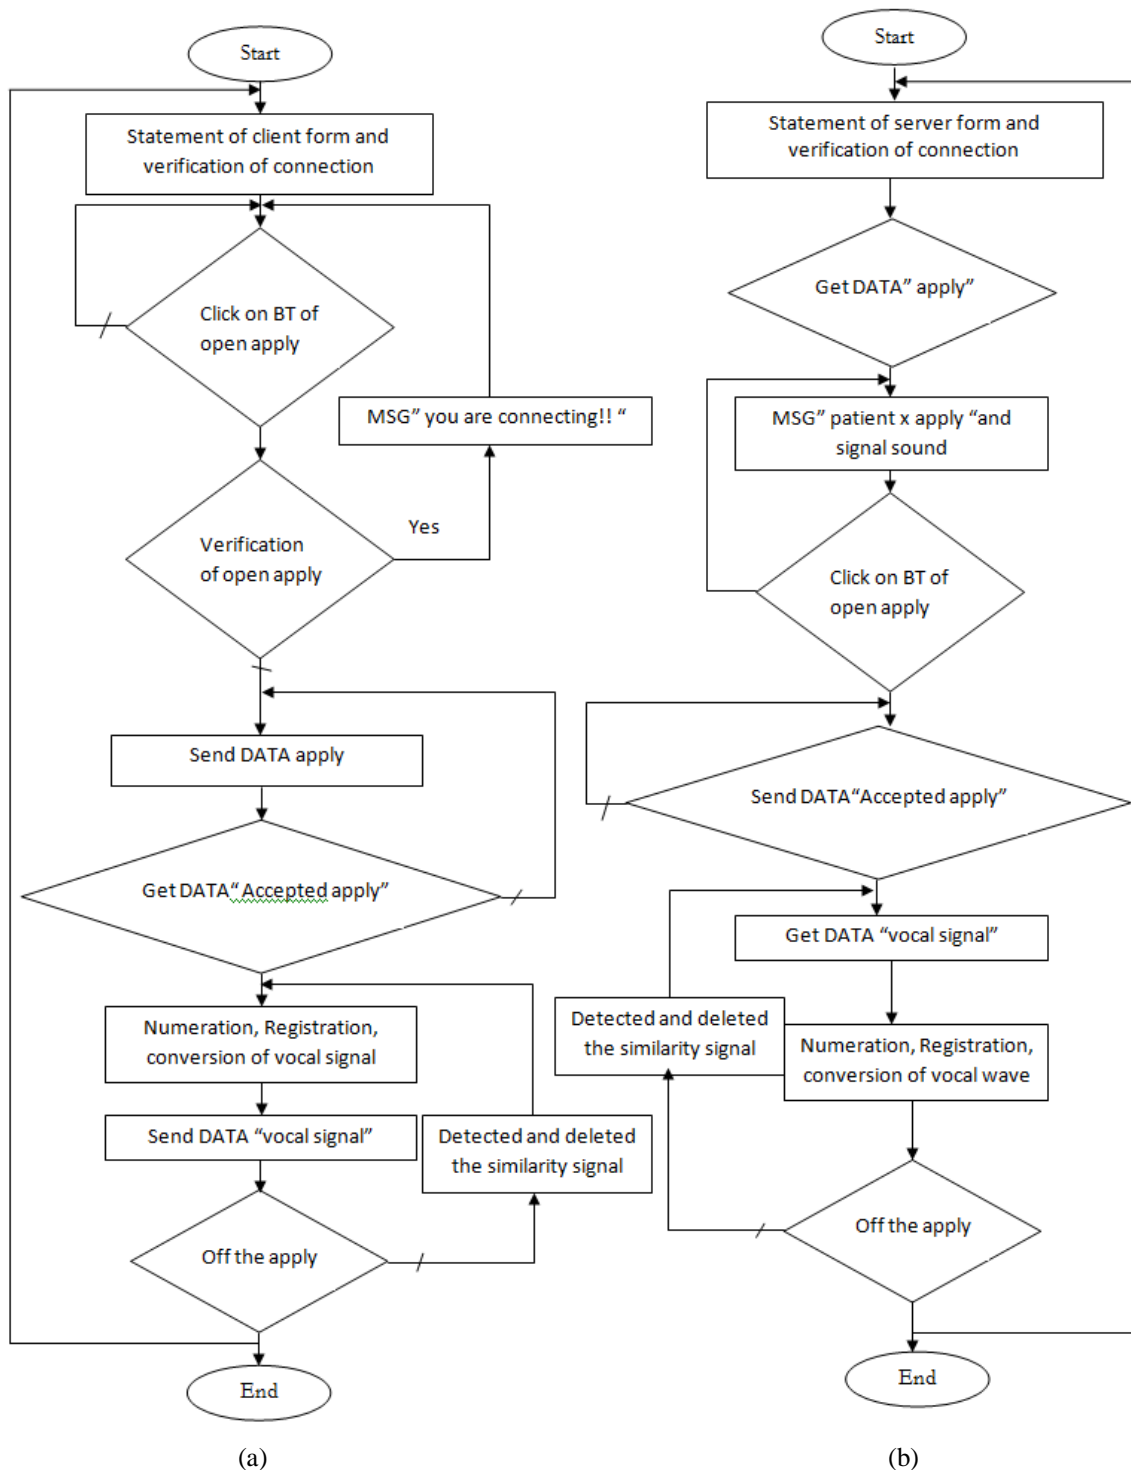 Start
Statement of client form and
verification of connection
Click on BT of
open apply
MSG” you are connecting!! “
Yes
Verification
of open apply
Send DATA apply
Get DATA“ Accepted apply”
Numeration, Registration,
conversion of vocal signal
Send DATA “vocal signal”
Detected and deleted
the similarity signal
Off the apply
End
(a)
Start
Statement of server form and
verification of connection
Get DATA” apply”
MSG” patient x apply “and
signal sound
Click on BT of
open apply
Send DATA“Accepted apply”
Get DATA “vocal signal”
Detected and deleted
the similarity signal
Numeration, Registration,
conversion of vocal wave
Off the apply
End
(b)